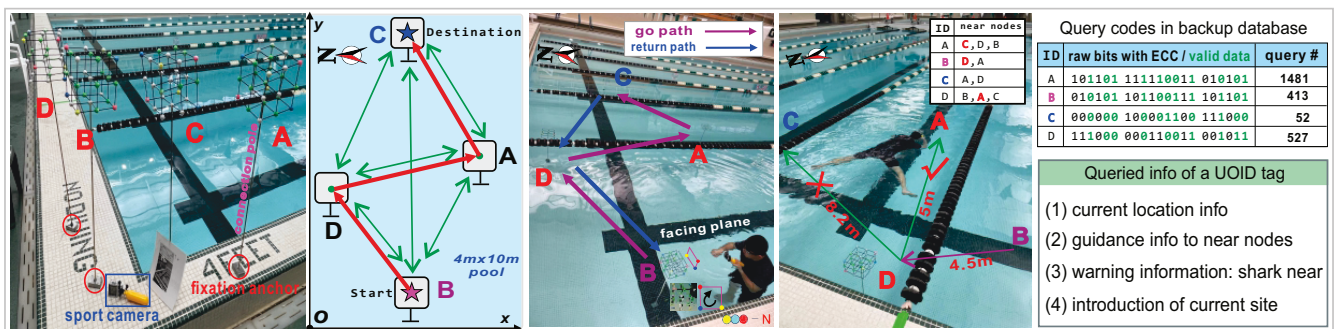 D
B
C
A
NO DIVING
connection pole
4 FEET
fixation anchor
sport camera
y
N
C
Destination
A
D
4mx10m
pool
Start
B
O
x
go path
return path
N
C
A
D
facing plane
B
N
N
C
A
ID near nodes
A C,D,B
B D,A
C A,D
D B,A,C
8.2m
5m
B
4.5m
D
Query codes in backup database
ID raw bits with ECC / valid data query #
A 101101 111110011 010101 1481
B 010101 101100111 101101 413
C 000000 100001100 111000 52
D 111000 000110011 001011 527
Queried info of a UOID tag
(1) current location info
(2) guidance info to near nodes
(3) warning information: shark near
(4) introduction of current site